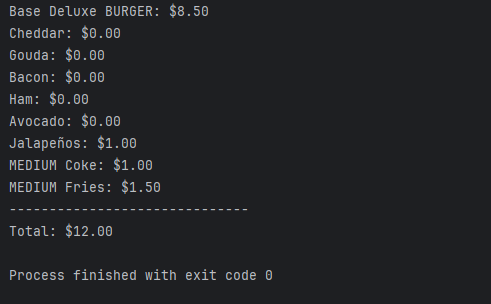 Base Deluxe BURGER: $8.50
Cheddar: $0.00
Gouda: $0.00
Bacon: $0.00
Ham: $0.00
Avocado: $0.00
Jalapeños: $1.00
MEDIUM Coke: $1.00
MEDIUM Fries: $1.50
------------------------------
Total: $12.00
Process finished with exit code 0